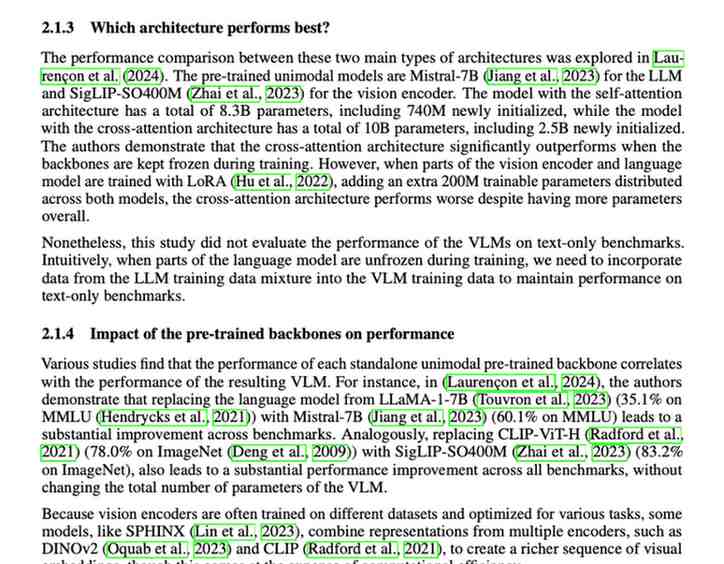 2.1.3 Which architecture performs best?
The performance comparison between these two main types of architectures was explored in Lau-
rençon et al. (2024). The pre-trained unimodal models are Mistral-7B (Jiang et al., 2023) for the LLM
and SigLIP-SO400M (Zhai et al., 2023) for the vision encoder. The model with the self-attention
architecture has a total of 8.3B parameters, including 740M newly initialized, while the model
with the cross-attention architecture has a total of 10B parameters, including 2.5B newly initialized.
The authors demonstrate that the cross-attention architecture significantly outperforms when the
backbones are kept frozen during training. However, when parts of the vision encoder and language
model are trained with LoRA (Hu et al., 2022), adding an extra 200M trainable parameters distributed
across both models, the cross-attention architecture performs worse despite having more parameters
overall.
Nonetheless, this study did not evaluate the performance of the VLMs on text-only benchmarks.
Intuitively, when parts of the language model are unfrozen during training, we need to incorporate
data from the LLM training data mixture into the VLM training data to maintain performance on
text-only benchmarks.
2.1.4 Impact of the pre-trained backbones on performance
Various studies find that the performance of each standalone unimodal pre-trained backbone correlates
with the performance of the resulting VLM. For instance, in (Laurençon et al., 2024), the authors
demonstrate that replacing the language model from LLaMA-1-7B (Touvron et al., 2023) (35.1% on
MMLU (Hendrycks et al., 2021)) with Mistral-7B (Jiang et al., 2023) (60.1% on MMLU) leads to a
substantial improvement across benchmarks. Analogously, replacing CLIP-ViT-H (Radford et al.,
2021) (78.0% on ImageNet (Deng et al., 2009)) with SigLIP-SO400M (Zhai et al., 2023) (83.2%
on ImageNet), also leads to a substantial performance improvement across all benchmarks, without
changing the total number of parameters of the VLM.
Because vision encoders are often trained on different datasets and optimized for various tasks, some
models, like SPHINX (Lin et al., 2023), combine representations from multiple encoders, such as
DINOv2 (Oquab et al., 2023) and CLIP (Radford et al., 2021), to create a richer sequence of visual